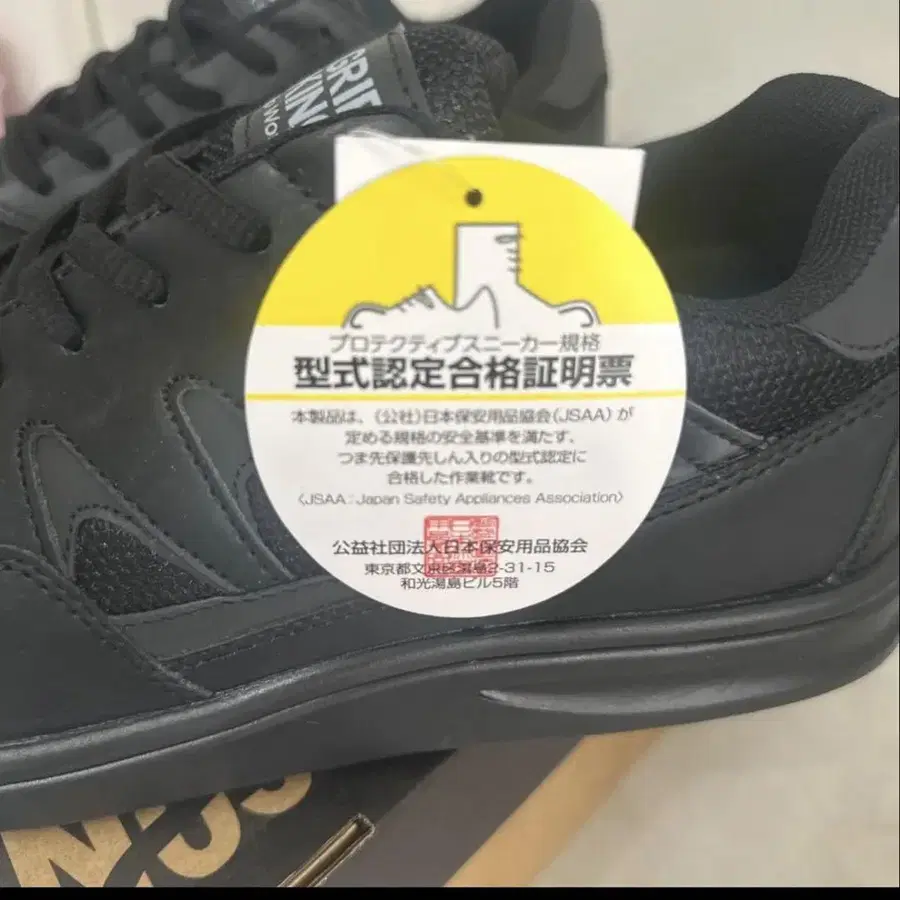 GRIP
KING
プロテクティブスニーカー規格
型式認定合格証明票
本製品は、(公社)日本保安用品協会(JSAA)が
定める規格の安全基準を満たす、
つま先保護先しん入りの型式認定に
合格した作業靴です。
〈JSAA : Japan Safety Appliances Association〉
公益社団法人日本保安用品協会
東京都文京区湯島2-31-15
和光湯島ビル5階